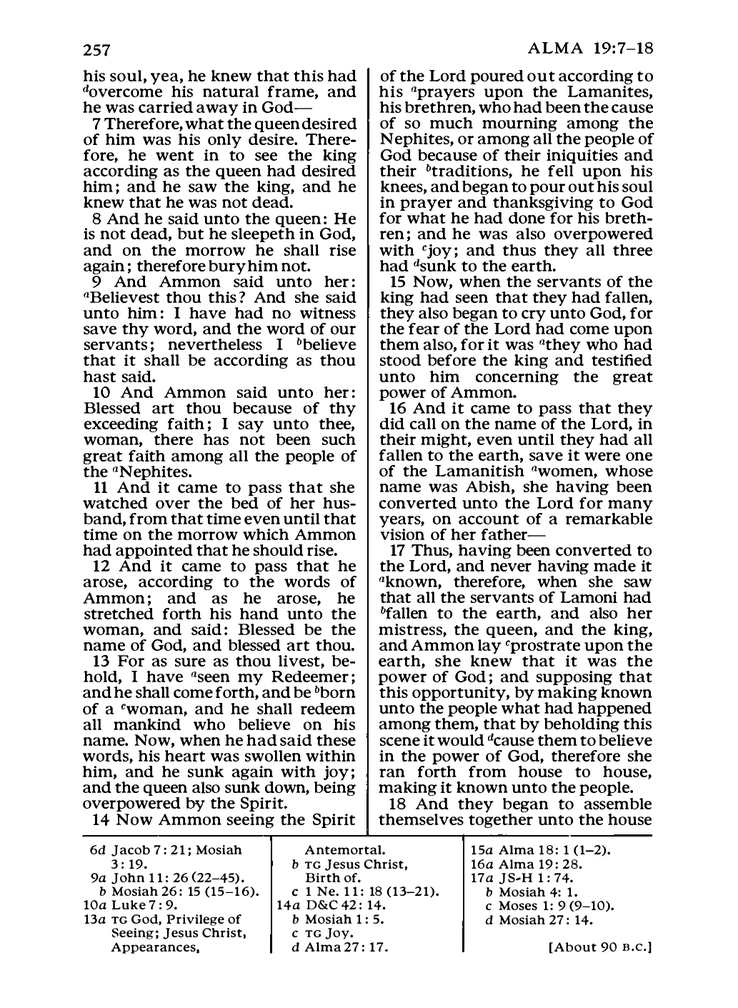 257
ALMA 19:7–18
his soul, yea, he knew that this had
dovercome his natural frame, and
he was carried away in God—
7 Therefore, what the queen desired
of him was his only desire. There-
fore, he went in to see the king
according as the queen had desired
him; and he saw the king, and he
knew that he was not dead.
8 And he said unto the queen: He
is not dead, but he sleepeth in God,
and on the morrow he shall rise
again; therefore bury him not.
9 And Ammon said unto her:
aBelievest thou this? And she said
unto him: I have had no witness
save thy word, and the word of our
servants; nevertheless I bbelieve
that it shall be according as thou
hast said.
10 And Ammon said unto her:
Blessed art thou because of thy
exceeding faith; I say unto thee,
woman, there has not been such
great faith among all the people of
the aNephites.
11 And it came to pass that she
watched over the bed of her hus-
band, from that time even until that
time on the morrow which Ammon
had appointed that he should rise.
12 And it came to pass that he
arose, according to the words of
Ammon; and as he arose, he
stretched forth his hand unto the
woman, and said: Blessed be the
name of God, and blessed art thou.
13 For as sure as thou livest, be-
hold, I have aseen my Redeemer;
and he shall come forth, and be bborn
of a cwoman, and he shall redeem
all mankind who believe on his
name. Now, when he had said these
words, his heart was swollen within
him, and he sunk again with joy;
and the queen also sunk down, being
overpowered by the Spirit.
14 Now Ammon seeing the Spirit
of the Lord poured out according to
his aprayers upon the Lamanites,
his brethren, who had been the cause
of so much mourning among the
Nephites, or among all the people of
God because of their iniquities and
their btraditions, he fell upon his
knees, and began to pour out his soul
in prayer and thanksgiving to God
for what he had done for his breth-
ren; and he was also overpowered
with cjoy; and thus they all three
had dsunk to the earth.
15 Now, when the servants of the
king had seen that they had fallen,
they also began to cry unto God, for
the fear of the Lord had come upon
them also, for it was athey who had
stood before the king and testified
unto him concerning the great
power of Ammon.
16 And it came to pass that they
did call on the name of the Lord, in
their might, even until they had all
fallen to the earth, save it were one
of the Lamanitish awomen, whose
name was Abish, she having been
converted unto the Lord for many
years, on account of a remarkable
vision of her father—
17 Thus, having been converted to
the Lord, and never having made it
aknown, therefore, when she saw
that all the servants of Lamoni had
bfallen to the earth, and also her
mistress, the queen, and the king,
and Ammon lay cprostrate upon the
earth, she knew that it was the
power of God; and supposing that
this opportunity, by making known
unto the people what had happened
among them, that by beholding this
scene it would dcause them to believe
in the power of God, therefore she
ran forth from house to house,
making it known unto the people.
18 And they began to assemble
themselves together unto the house
6d Jacob 7:21; Mosiah
3:19.
9a John 11:26 (22–45).
b Mosiah 26:15 (15–16).
10a Luke 7:9.
13a TG God, Privilege of
Seeing; Jesus Christ,
Appearances,
Antemortal.
b TG Jesus Christ,
Birth of.
c 1 Ne. 11:18 (13–21).
14a D&C 42:14.
b Mosiah 1:5.
c TG Joy.
d Alma 27:17.
15a Alma 18:1 (1–2).
16a Alma 19:28.
17a JS-H 1:74.
b Mosiah 4:1.
c Moses 1:9 (9–10).
d Mosiah 27:14.
[About 90 B.C.]